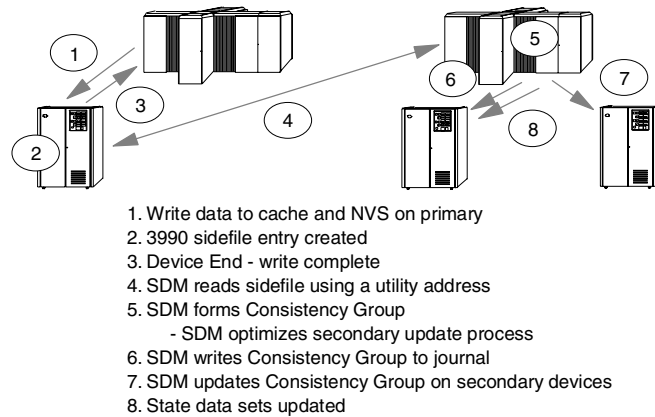 1
2
3
4
5
6
7
8
1. Write data to cache and NVS on primary
2. 3990 sidefile entry created
3. Device End - write complete
4. SDM reads sidefile using a utility address
5. SDM forms Consistency Group
- SDM optimizes secondary update process
6. SDM writes Consistency Group to journal
7. SDM updates Consistency Group on secondary devices
8. State data sets updated